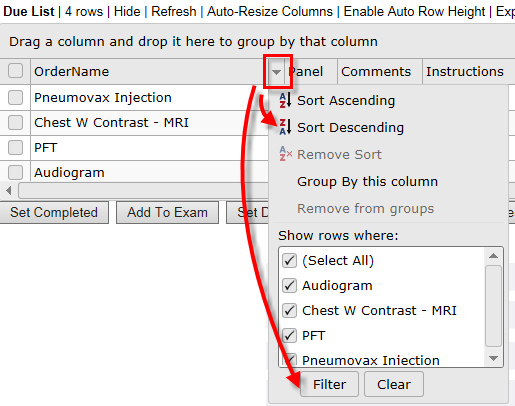 Due List | 4 rows | Hide | Refresh | Auto-Resize Columns | Enable Auto Row Height | Exp
Drag a column and drop it here to group by that column
OrderName Panel Comments Instructions
Pneumovax Injection
Chest W Contrast - MRI
PFT
Audiogram
Set Completed Add To Exam Set D
Sort Ascending
Sort Descending
Remove Sort
Group By this column
Remove from groups
Show rows where:
(Select All)
Audiogram
Chest W Contrast - MRI
PFT
Pneumovax Injection
Filter Clear